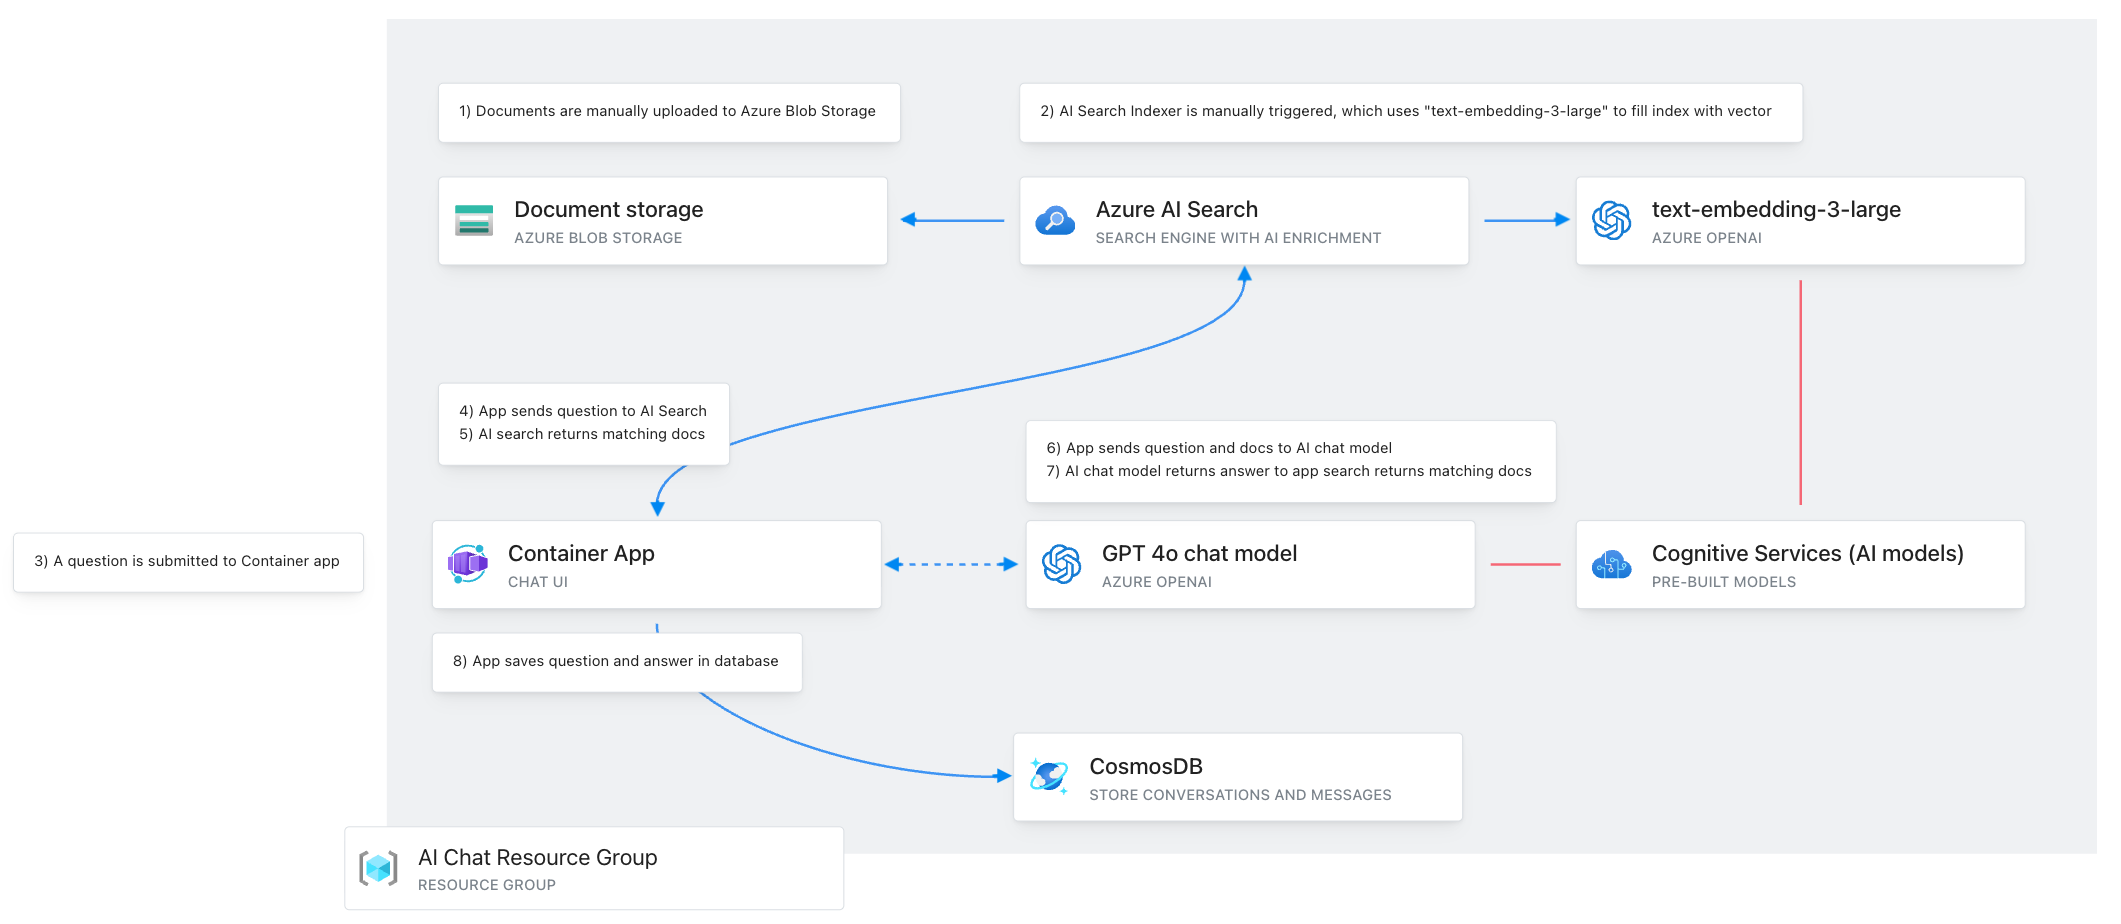 1) Documents are manually uploaded to Azure Blob Storage
2) AI Search Indexer is manually triggered, which uses "text-embedding-3-large" to fill index with vector
Document storage
AZURE BLOB STORAGE
Azure AI Search
SEARCH ENGINE WITH AI ENRICHMENT
text-embedding-3-large
AZURE OPENAI
4) App sends question to AI Search
5) AI search returns matching docs
6) App sends question and docs to AI chat model
7) AI chat model returns answer to app search returns matching docs
3) A question is submitted to Container app
Container App
CHAT UI
GPT 4o chat model
AZURE OPENAI
Cognitive Services (AI models)
PRE-BUILT MODELS
8) App saves question and answer in database
CosmosDB
STORE CONVERSATIONS AND MESSAGES
AI Chat Resource Group
RESOURCE GROUP